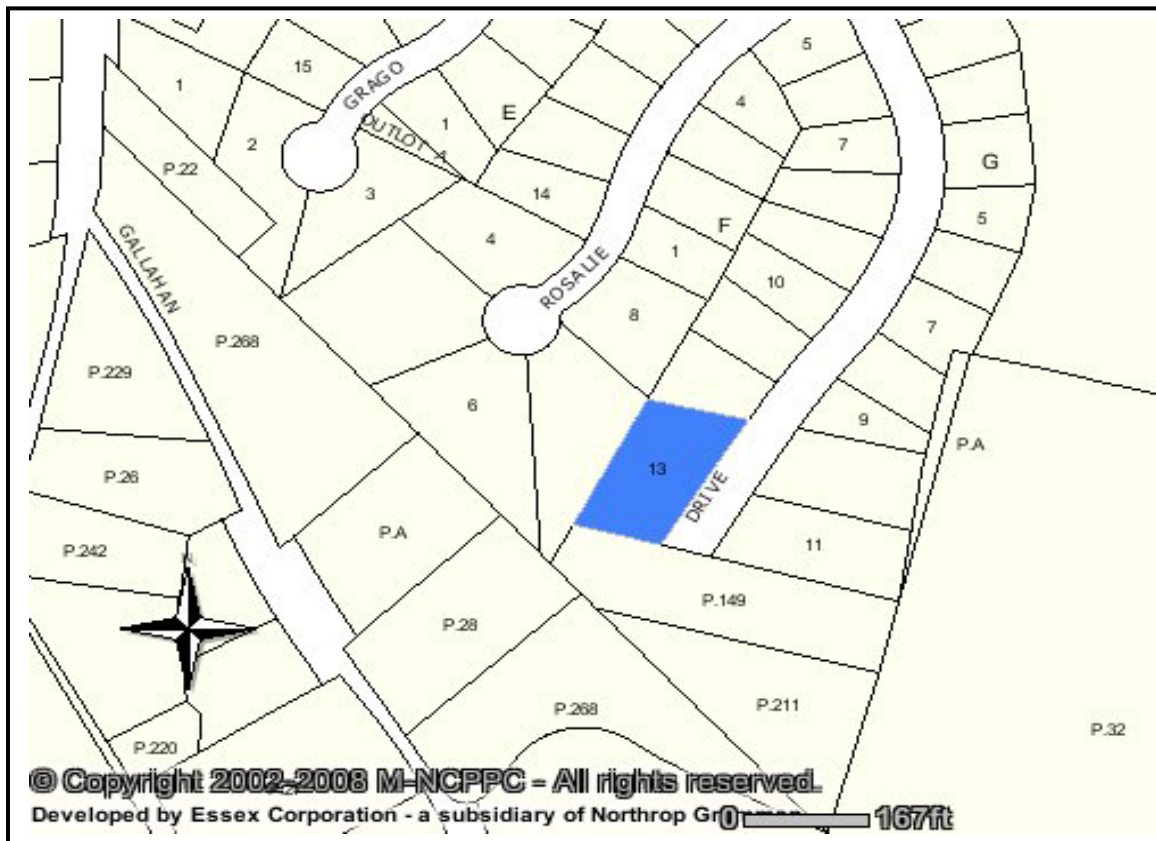 5
15
GRAGO
1
4
1
E
OUTLOT
2
7
G
P.22
3
14
5
F
GALLAHAN
4
1
ROSALIE
10
8
7
P.268
P.229
6
9
P.A
13
P.26
DRIVE
P.A
11
P.242
N
P.149
P.28
P.268
P.211
P.32
P.220
© Copyright 2002-2008 M-NCPPC - All rights reserved.
Developed by Essex Corporation - a subsidiary of Northrop
0 167ft